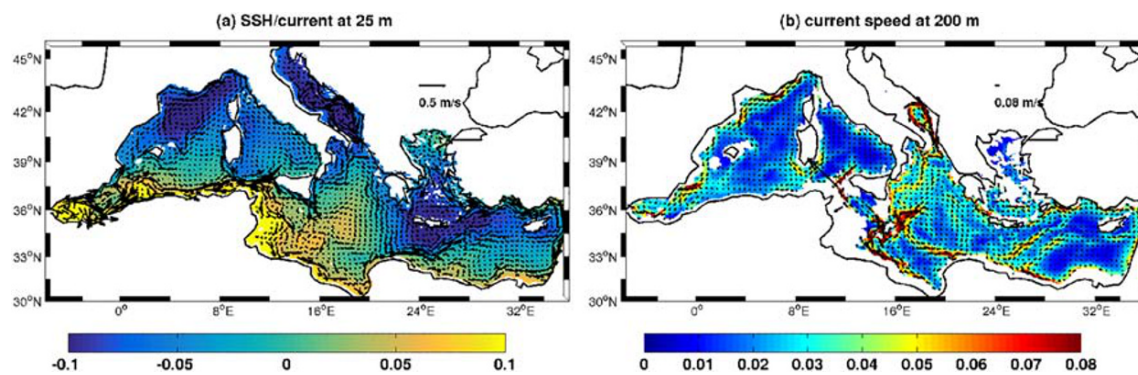 (a) SSH/current at 25 m
(b) current speed at 200 m
45°N
42°N
39°N
36°N
33°N
30°N
0.5 m/s
0° 8°E 16°E 24°E 32°E
-0.1 -0.05 0 0.05 0.1
45°N
42°N
39°N
36°N
33°N
30°N
0.08 m/s
0° 8°E 16°E 24°E 32°E
0 0.01 0.02 0.03 0.04 0.05 0.06 0.07 0.08